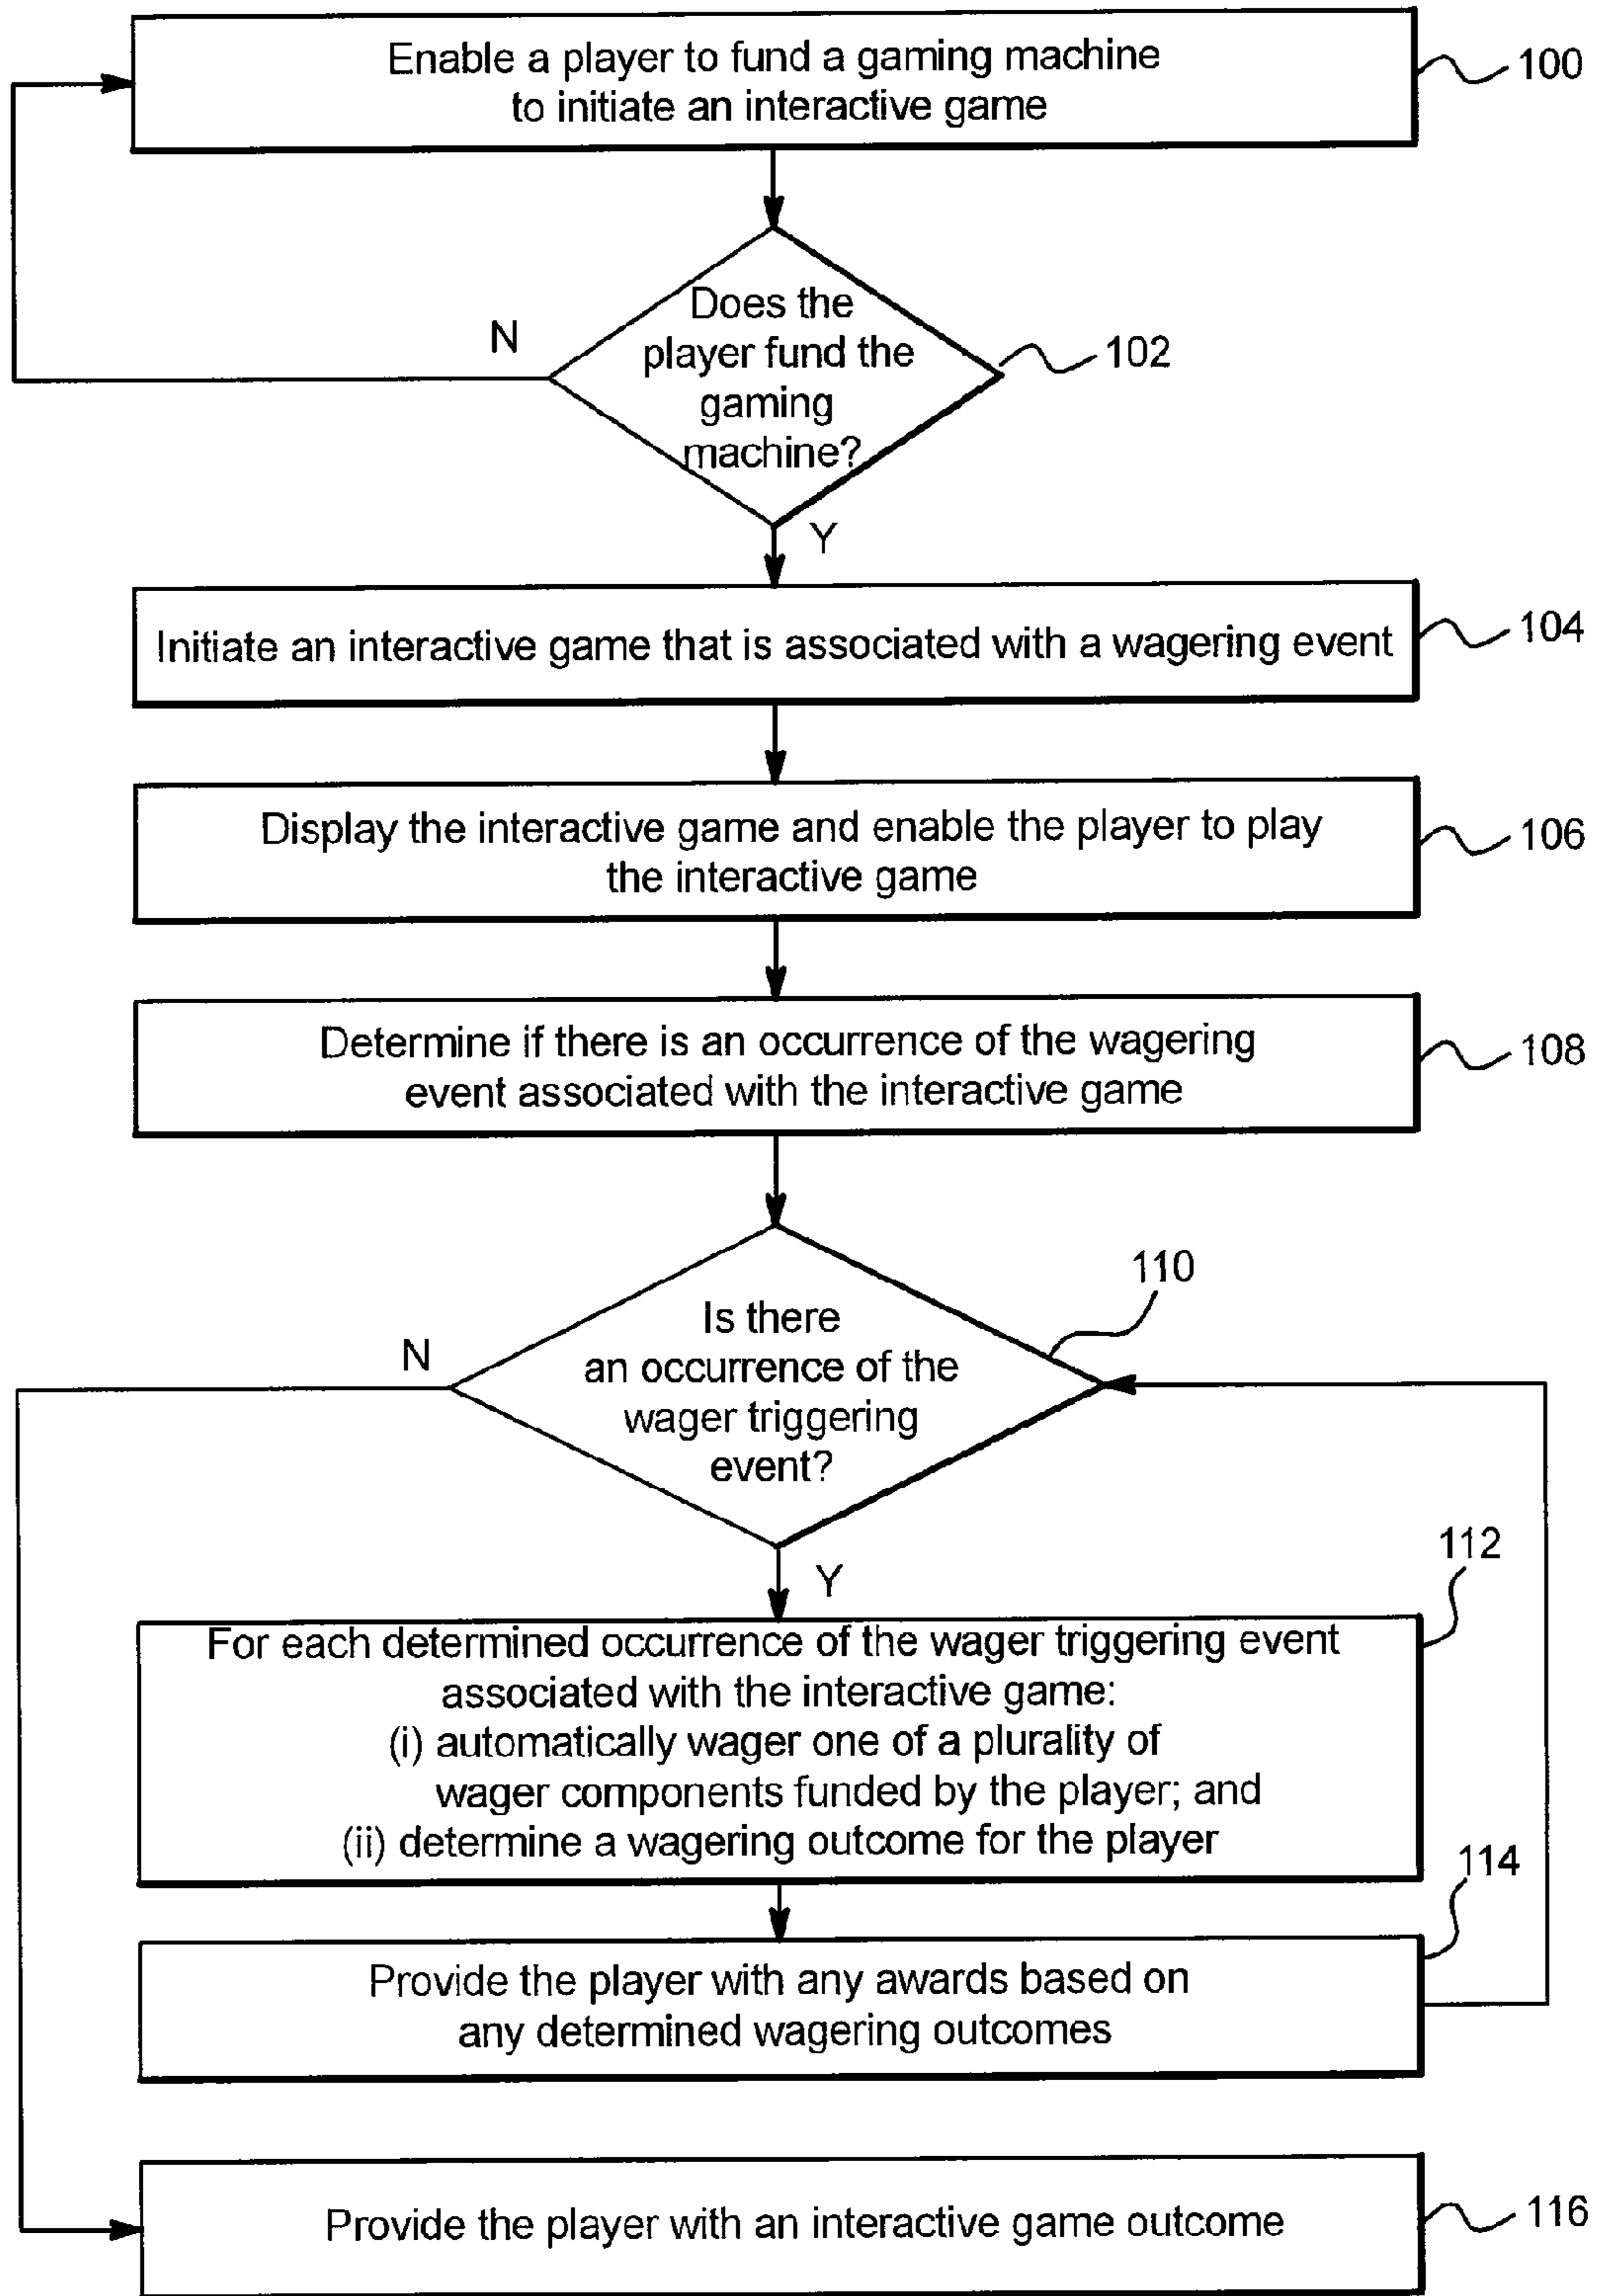 Enable a player to fund a gaming machine
to initiate an interactive game
100
Does the
player fund the
gaming
machine?
N
102
Y
Initiate an interactive game that is associated with a wagering event
104
Display the interactive game and enable the player to play
the interactive game
106
Determine if there is an occurrence of the wagering
event associated with the interactive game
108
110
Is there
an occurrence of the
wager triggering
event?
N
Y
112
For each determined occurrence of the wager triggering event
associated with the interactive game:
(i) automatically wager one of a plurality of
wager components funded by the player; and
(ii) determine a wagering outcome for the player
114
Provide the player with any awards based on
any determined wagering outcomes
Provide the player with an interactive game outcome
116